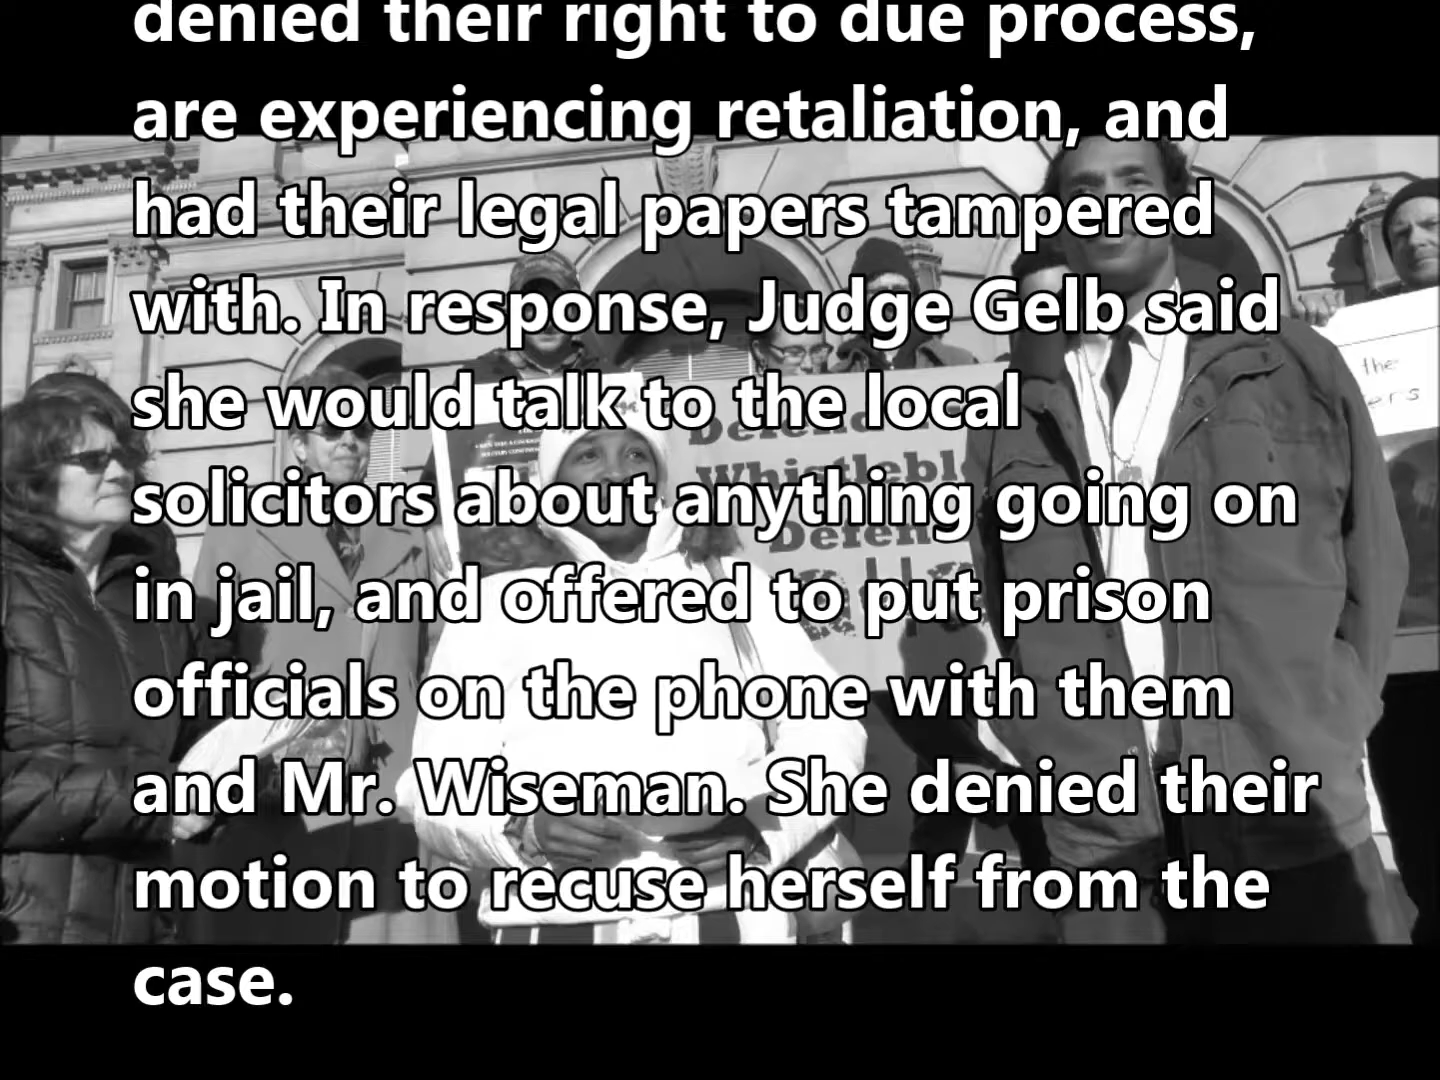 denied their right to due process,
are experiencing retaliation, and
had their legal papers tampered
with. In response, Judge Gelb said
she would talk to the local
solicitors about anything going on
in jail, and offered to put prison
officials on the phone with them
and Mr. Wiseman. She denied their
motion to recuse herself from the
case.
the